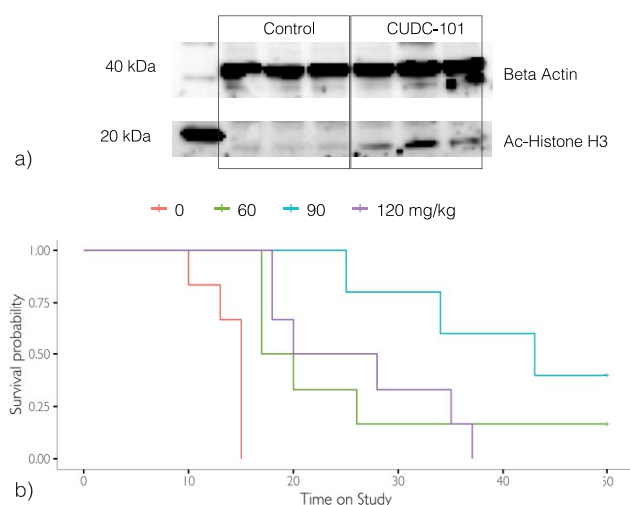 Control CUDC-101
40 kDa Beta Actin
20 kDa Ac-Histone H3
a)
0 60 90 120 mg/kg
1.00
0.75
0.50
0.25
0.00
Survival probability
0 10 20 30 40 50
Time on Study
b)